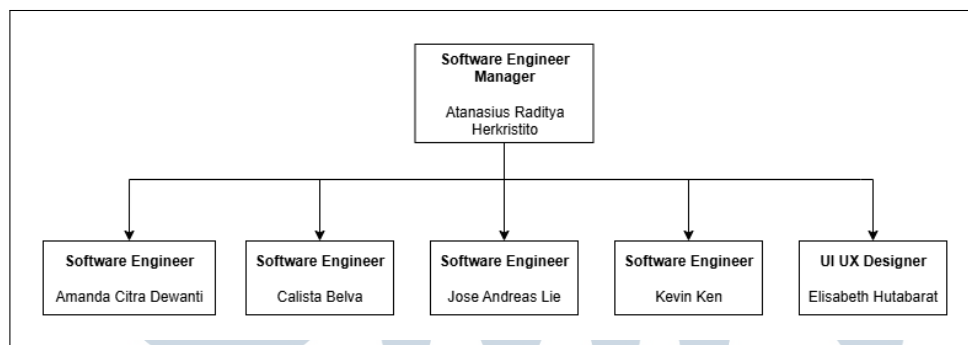 Software Engineer
Manager
Atanasius Raditya
Herkristito
Software Engineer
Amanda Citra Dewanti
Software Engineer
Calista Belva
Software Engineer
Jose Andreas Lie
Software Engineer
Kevin Ken
UI UX Designer
Elisabeth Hutabarat